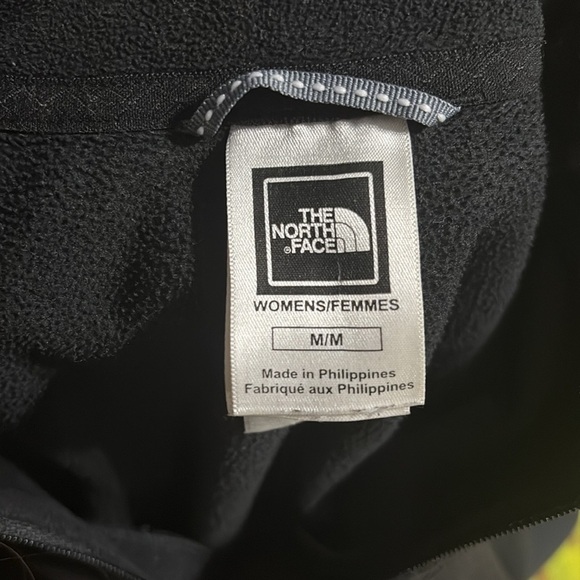 THE
NORTH
®FACE
WOMENS/FEMMES
M/M
Made in Philippines
Fabriqué aux Philippines